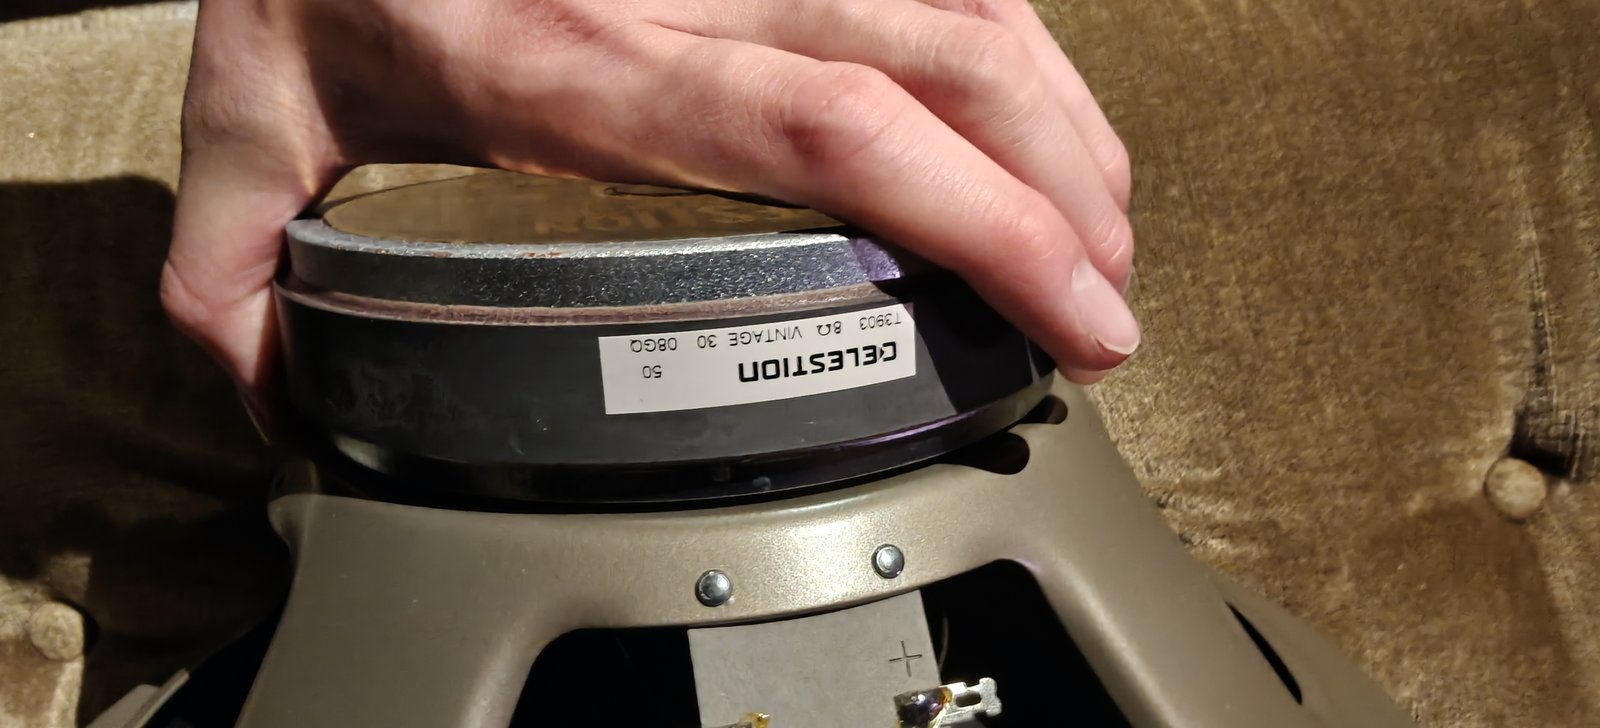 CELESTION 50
T3903 8Ω VINTAGE 30 08GQ
+